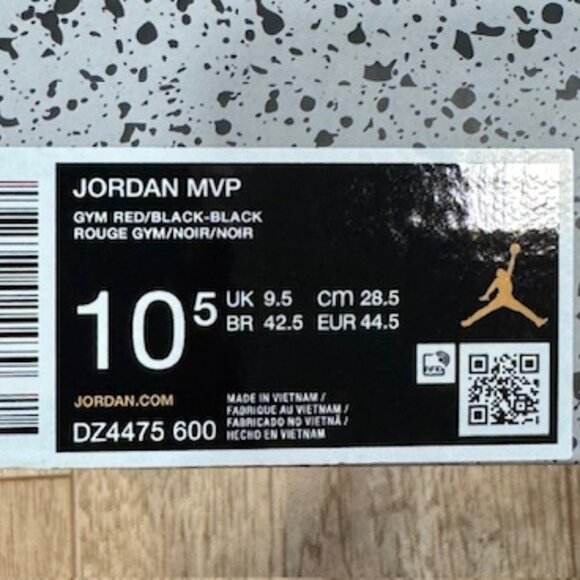 JORDAN MVP
GYM RED/BLACK-BLACK
ROUGE GYM/NOIR/NOIR
10 5
UK 9.5 cm 28.5
BR 42.5 EUR 44.5
RFID
JORDAN.COM
DZ4475 600
MADE IN VIETNAM /
FABRIQUE AU VIETNAM /
FABRICADO NO VIETNÃ /
HECHO EN VIETNAM